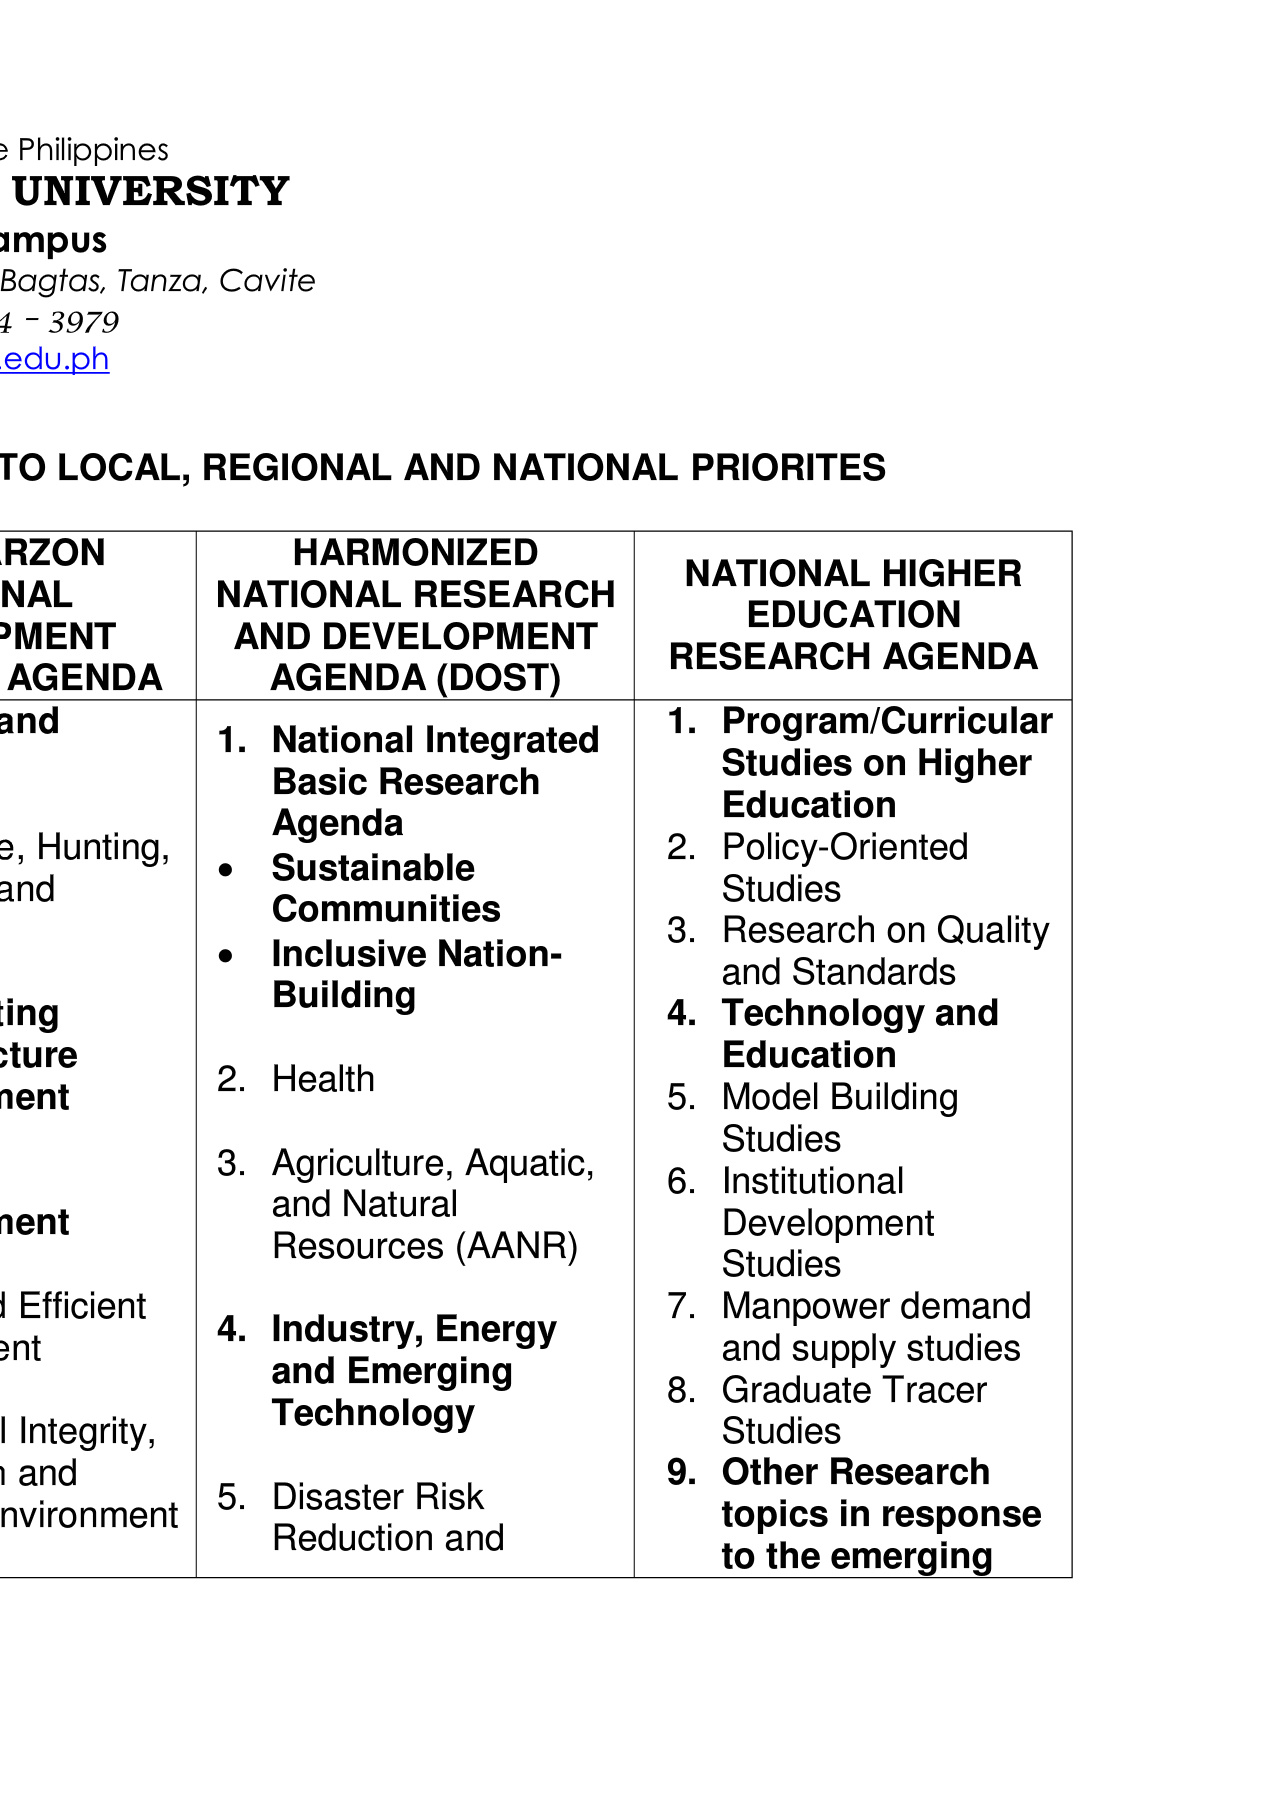 e Philippines
UNIVERSITY
ampus
Bagtas, Tanza, Cavite
4 – 3979
.edu.ph
TO LOCAL, REGIONAL AND NATIONAL PRIORITES
ARZON
NAL
PMENT
AGENDA
HARMONIZED
NATIONAL RESEARCH
AND DEVELOPMENT
AGENDA (DOST)
NATIONAL HIGHER
EDUCATION
RESEARCH AGENDA
and
e, Hunting,
and
ting
cture
ment
ment
d Efficient
ent
l Integrity,
n and
nvironment
1. National Integrated
Basic Research
Agenda
• Sustainable
Communities
• Inclusive Nation-
Building
2. Health
3. Agriculture, Aquatic,
and Natural
Resources (AANR)
4. Industry, Energy
and Emerging
Technology
5. Disaster Risk
Reduction and
1. Program/Curricular
Studies on Higher
Education
2. Policy-Oriented
Studies
3. Research on Quality
and Standards
4. Technology and
Education
5. Model Building
Studies
6. Institutional
Development
Studies
7. Manpower demand
and supply studies
8. Graduate Tracer
Studies
9. Other Research
topics in response
to the emerging